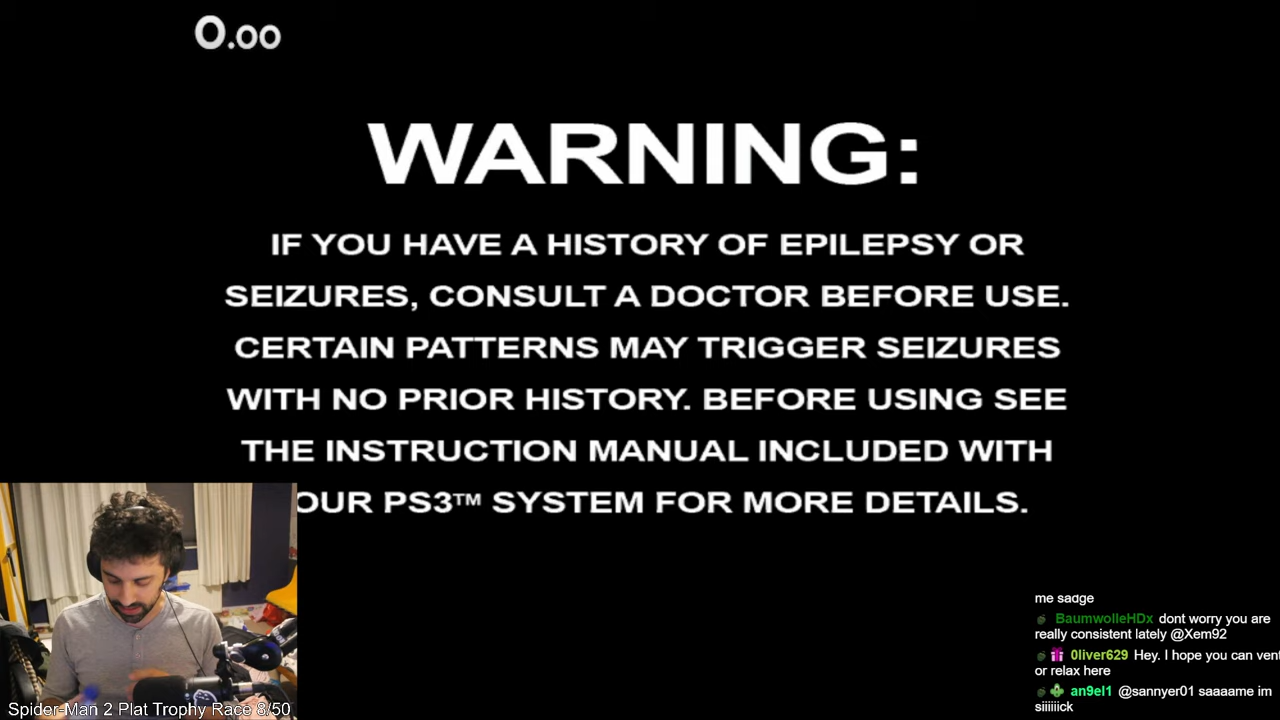 0.00
WARNING:
IF YOU HAVE A HISTORY OF EPILEPSY OR
SEIZURES, CONSULT A DOCTOR BEFORE USE.
CERTAIN PATTERNS MAY TRIGGER SEIZURES
WITH NO PRIOR HISTORY. BEFORE USING SEE
THE INSTRUCTION MANUAL INCLUDED WITH
OUR PS3™ SYSTEM FOR MORE DETAILS.
me sadge
BaumwolleHDx dont worry you are
really consistent lately @Xem92
0liver629 Hey. I hope you can vent
or relax here
an9el1 @sannyer01 saaaame im
siiiiiick
Spider-Man 2 Plat Trophy Race 8/50